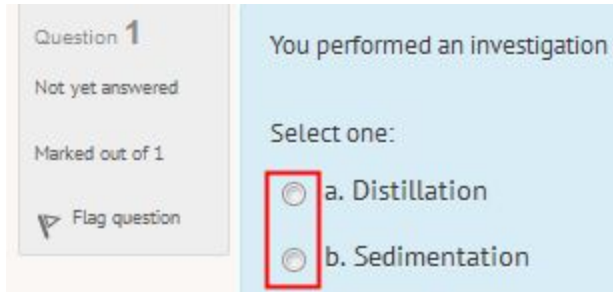 Question 1
Not yet answered
Marked out of 1
Flag question
You performed an investigation
Select one:
a. Distillation
b. Sedimentation